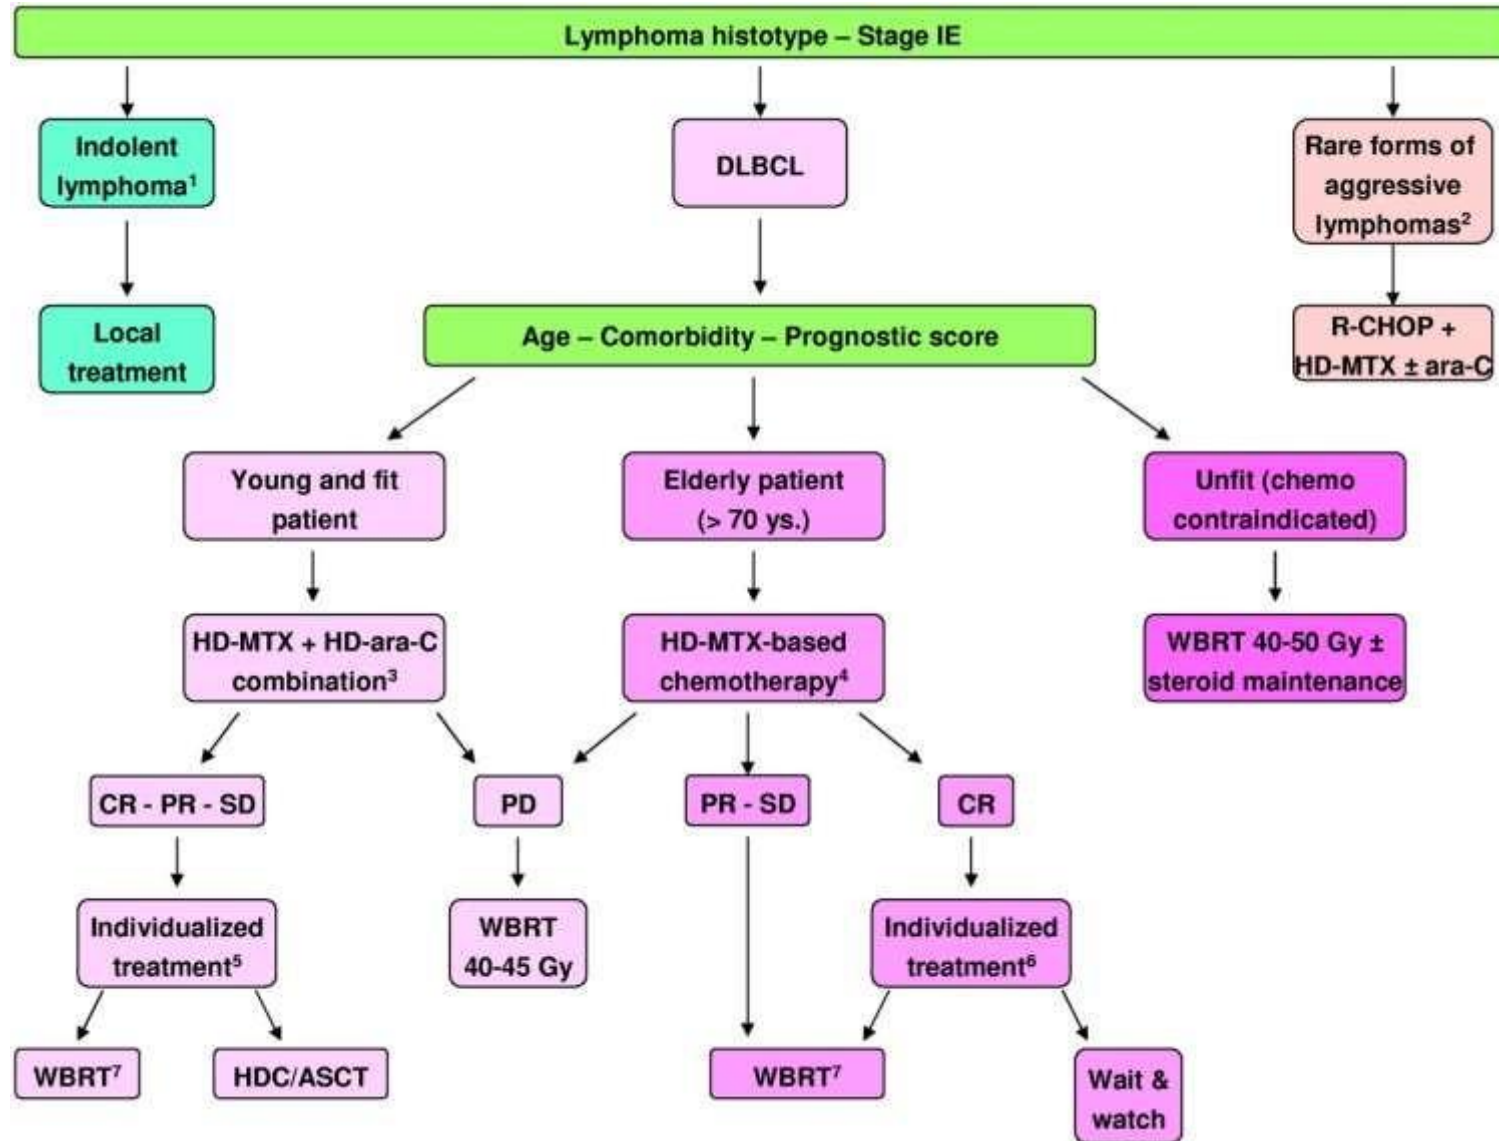 Lymphoma histotype – Stage IE
Indolent
lymphoma¹
DLBCL
Rare forms of
aggressive
lymphomas²
Local
treatment
Age – Comorbidity – Prognostic score
R-CHOP +
HD-MTX ± ara-C
Young and fit
patient
Elderly patient
(> 70 ys.)
Unfit (chemo
contraindicated)
HD-MTX + HD-ara-C
combination³
HD-MTX-based
chemotherapy⁴
WBRT 40-50 Gy ±
steroid maintenance
CR - PR - SD
PD
PR - SD
CR
Individualized
treatment⁵
WBRT
40-45 Gy
Individualized
treatment⁶
WBRT⁷
HDC/ASCT
WBRT⁷
Wait &
watch